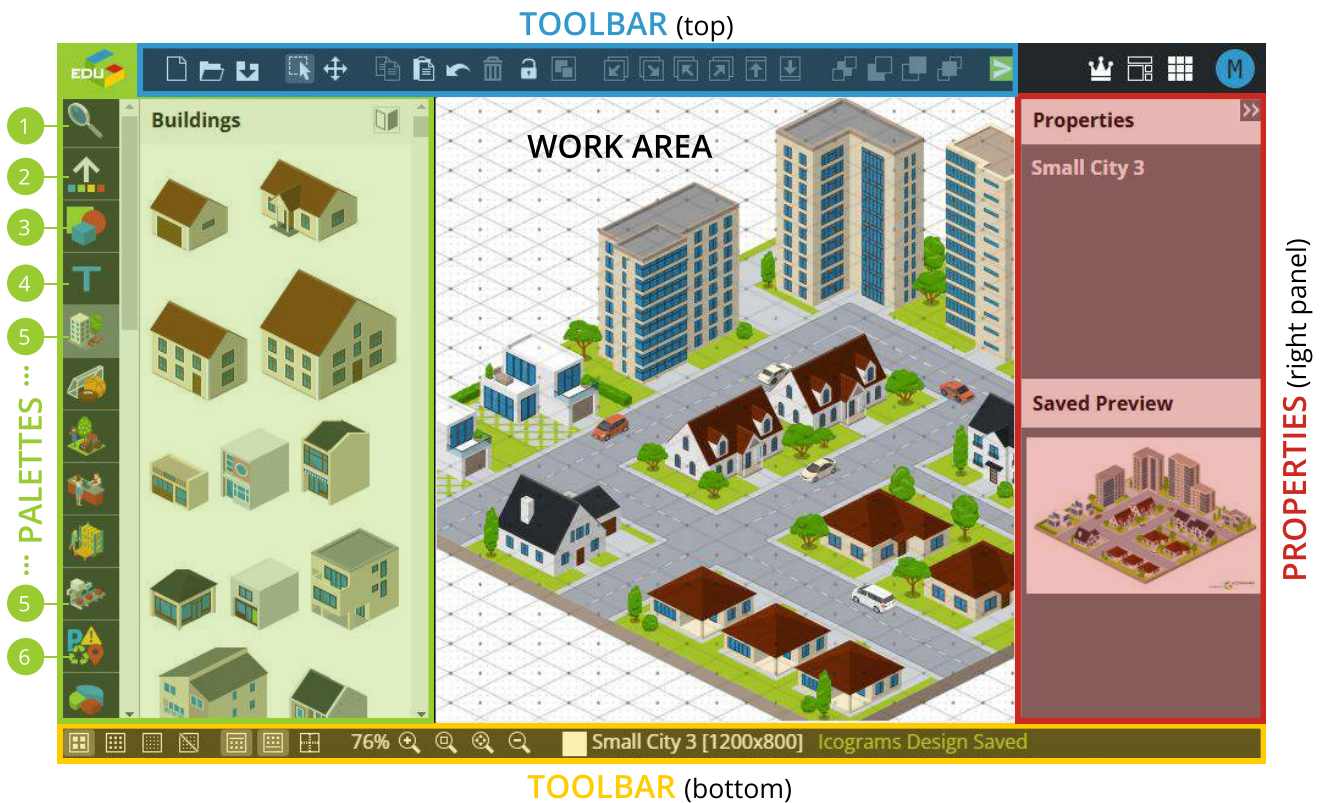 TOOLBAR (top)
EDU
M
1
Buildings
WORK AREA
Properties
2
Small City 3
3
4
T
5
PROPERTIES (right panel)
... PALETTES ...
Saved Preview
5
6
P
76%
Small City 3 [1200x800] Icograms Design Saved
TOOLBAR (bottom)